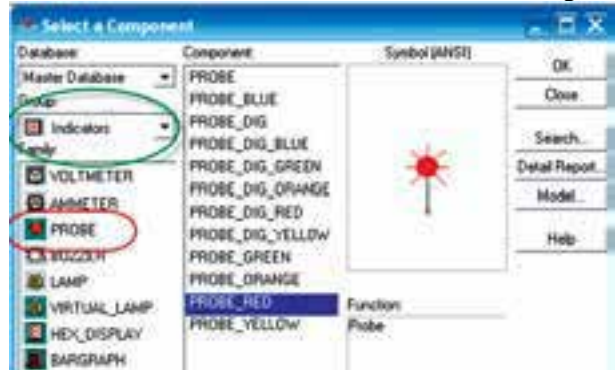 Select a Component
Database:
Master Database
Group:
Indicators
Family:
VOLTMETER
AMMETER
PROBE
BUZZER
LAMP
VIRTUAL_LAMP
HEX_DISPLAY
BARGRAPH
Component:
PROBE
PROBE_BLUE
PROBE_DIG
PROBE_DIG_BLUE
PROBE_DIG_GREEN
PROBE_DIG_ORANGE
PROBE_DIG_RED
PROBE_DIG_YELLOW
PROBE_GREEN
PROBE_ORANGE
PROBE_RED
PROBE_YELLOW
Symbol (ANSI)
Function:
Probe
OK
Close
Search...
Detail Report...
Model...
Help